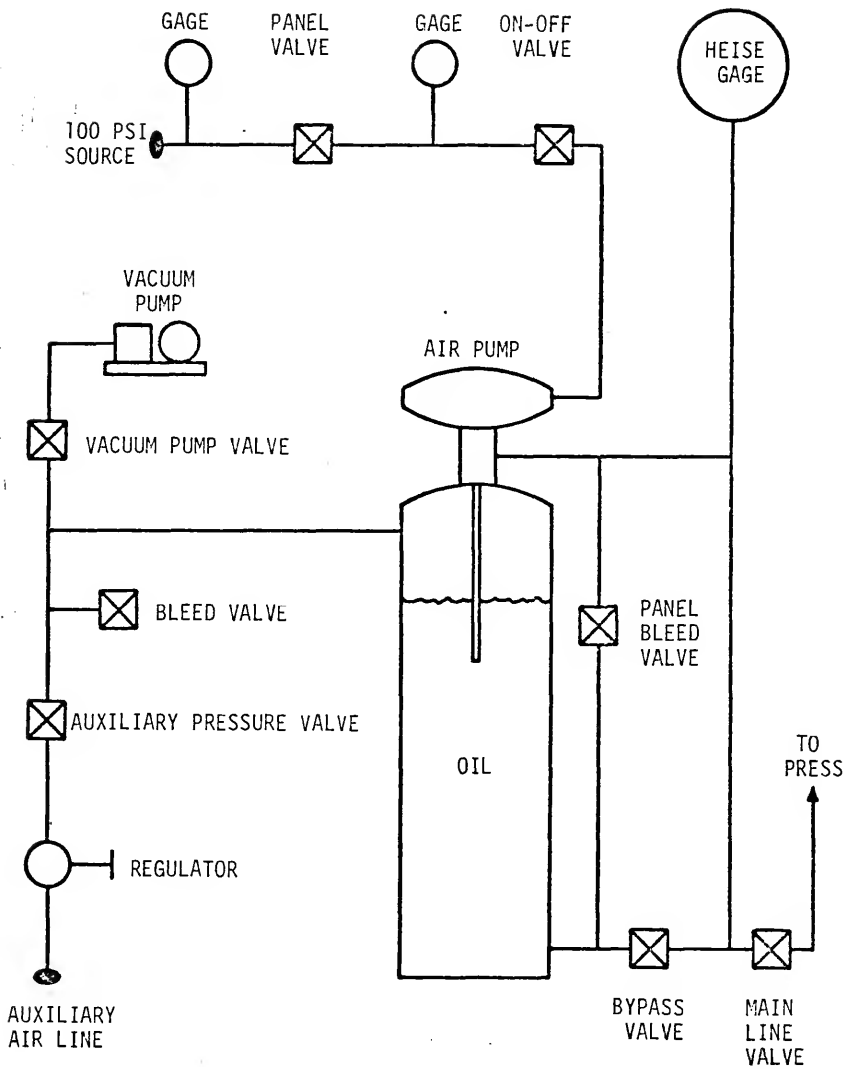 GAGE
PANEL
VALVE
GAGE
ON-OFF
VALVE
HEISE
GAGE
100 PSI
SOURCE
VACUUM
PUMP
AIR PUMP
VACUUM PUMP VALVE
BLEED VALVE
PANEL
BLEED
VALVE
AUXILIARY PRESSURE VALVE
OIL
TO
PRESS
REGULATOR
AUXILIARY
AIR LINE
BYPASS
VALVE
MAIN
LINE
VALVE